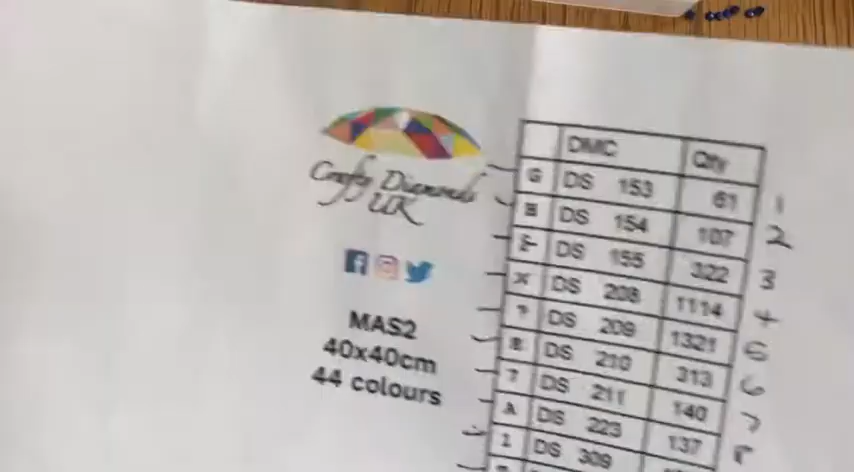 Crafty Diamonds
UK
MAS2
40x40cm
44 colours
DMC Qty
G DS 153 61 1
DS 154 107 2
DS 155 322 3
X DS 208 1114 4
? DS 209 1321 5
DS 210 313 6
7 DS 211 140 7
A DS 223 137 8
DS 309